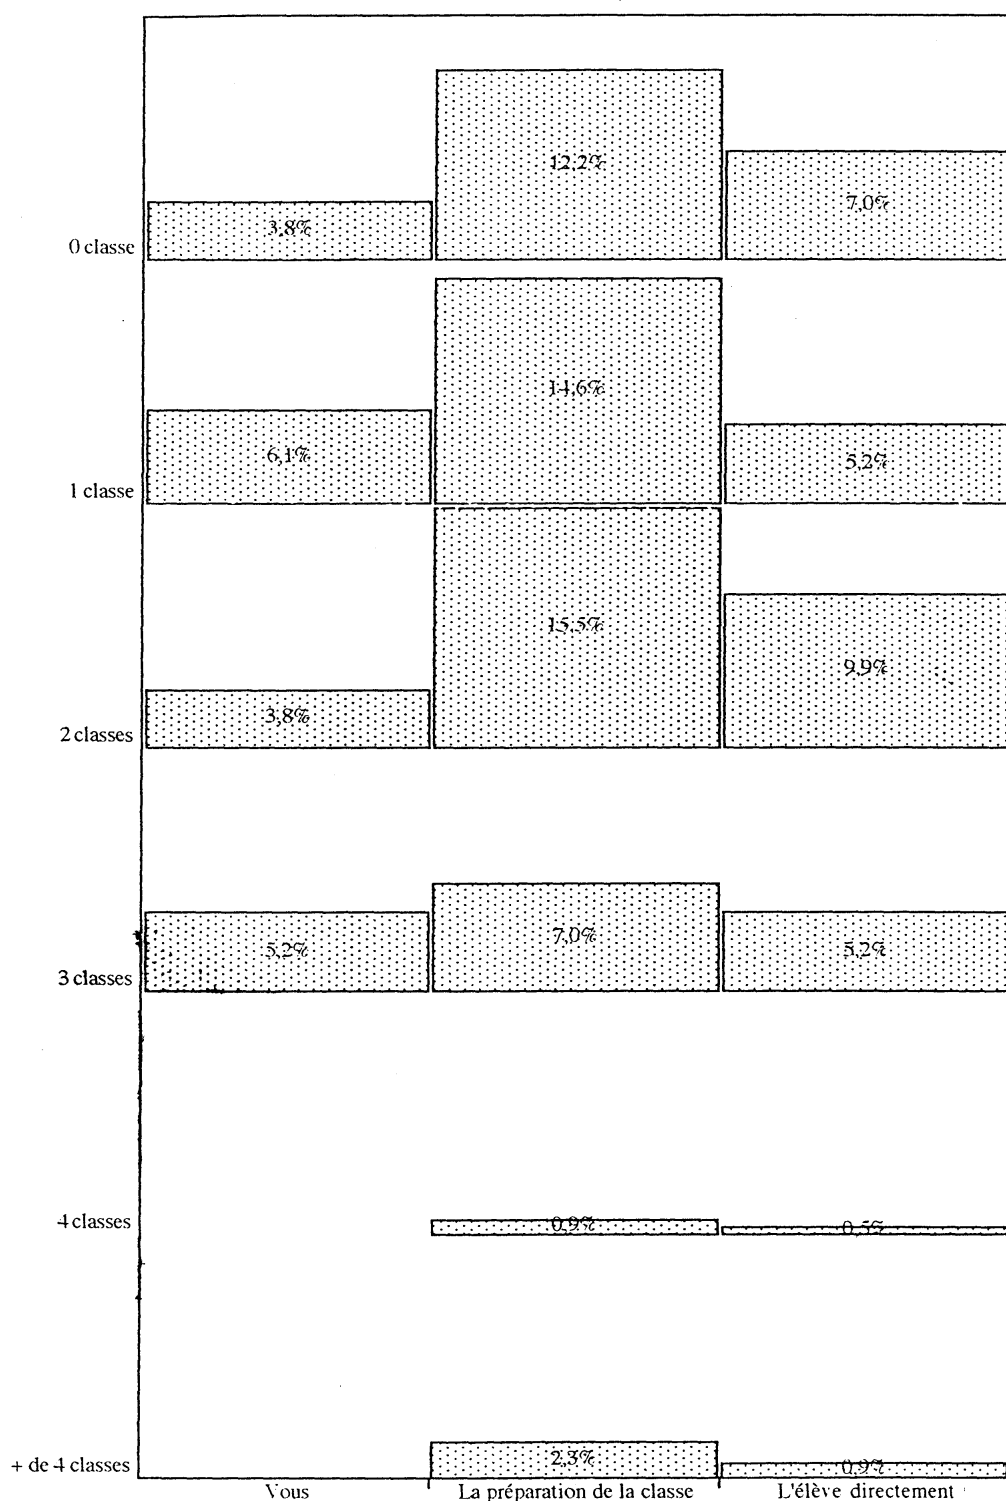 12,2%
7,0%
3,8%
0 classe
14,6%
6,1%
5,2%
1 classe
15,5%
9,9%
3,8%
2 classes
7,0%
5,2%
5,2%
3 classes
4 classes
0,9%
0,5%
2,3%
+ de 4 classes
0,9%
Vous
La préparation de la classe
L'élève directement